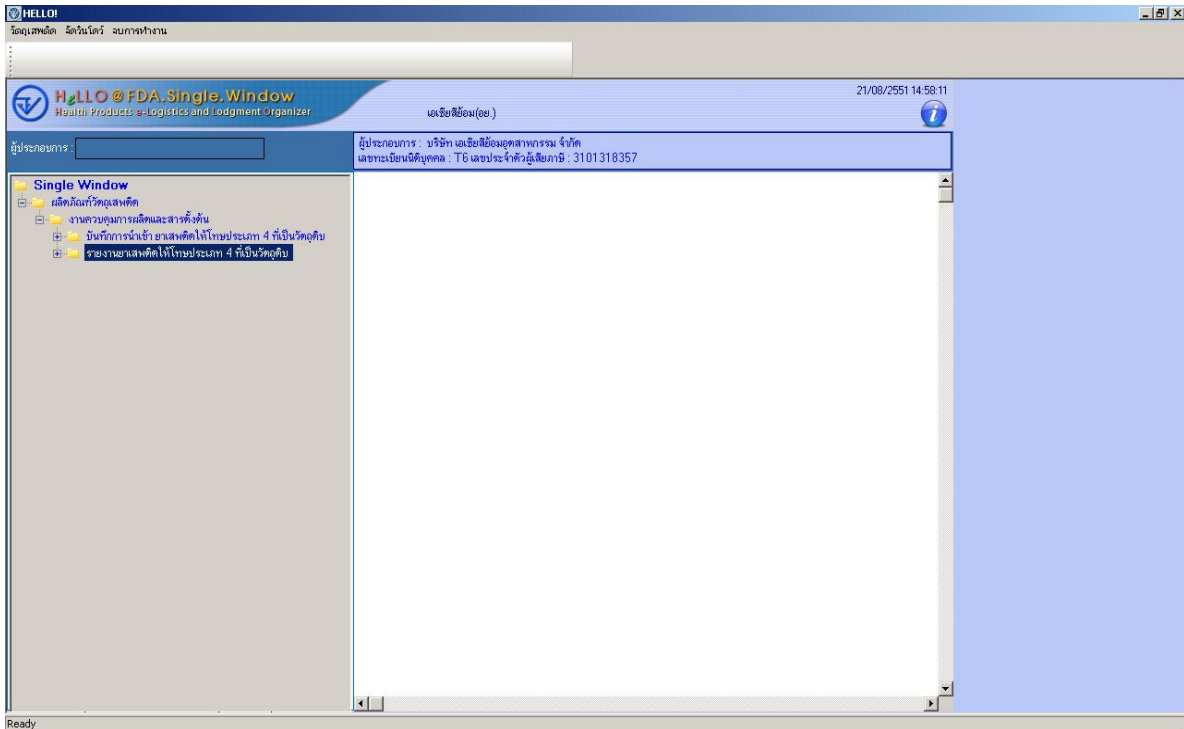 HELLO!
วัตถุเสพติด จัดวินโดว์ จบการทำงาน
HeLLO @ FDA.Single.Window
Health Products e-Logistics and Lodgment Organizer
21/08/2551 14:58:11
เอเชียสีย้อม(อย.)
ผู้ประกอบการ :
ผู้ประกอบการ : บริษัท เอเชียสีย้อมอุตสาหกรรม จำกัด
เลขทะเบียนนิติบุคคล : T6 เลขประจำตัวผู้เสียภาษี : 3101318357
Single Window
ผลิตภัณฑ์วัตถุเสพติด
งานควบคุมการผลิตและสารตั้งต้น
บันทึกการนำเข้า ยาเสพติดให้โทษประเภท 4 ที่เป็นวัตถุดิบ
รายงานยาเสพติดให้โทษประเภท 4 ที่เป็นวัตถุดิบ
Ready